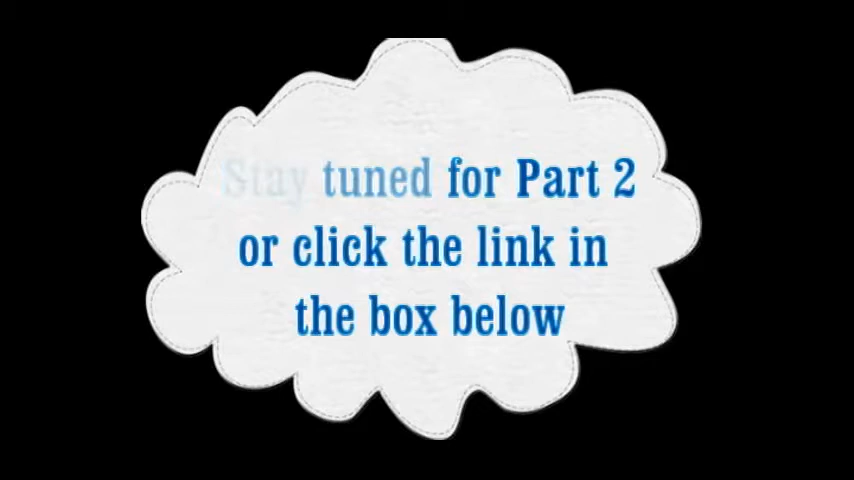 Stay tuned for Part 2
or click the link in
the box below